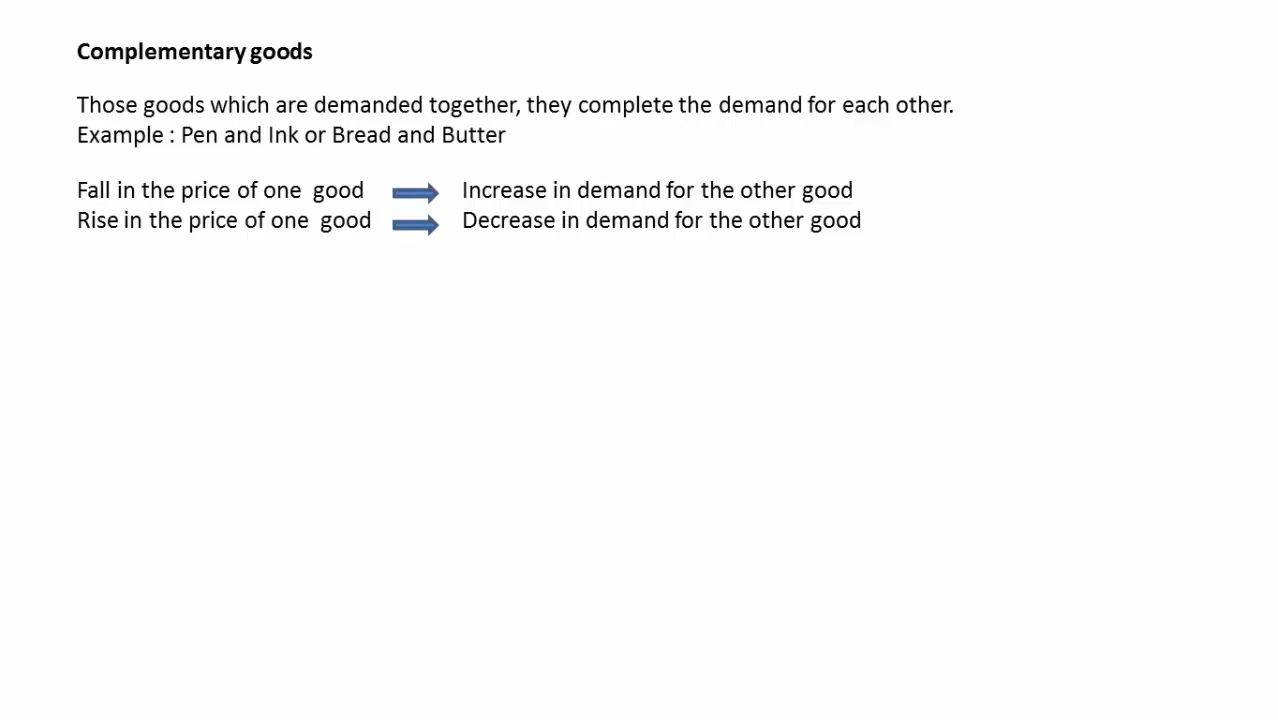 Complementary goods
Those goods which are demanded together, they complete the demand for each other.
Example : Pen and Ink or Bread and Butter
Fall in the price of one  good Increase in demand for the other good
Rise in the price of one  good Decrease in demand for the other good